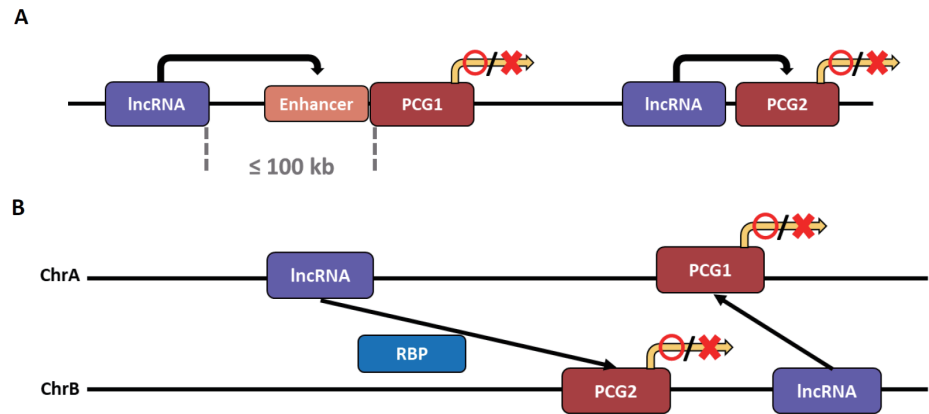 A
lncRNA Enhancer PCG1 / lncRNA PCG2 /
≤ 100 kb
B
ChrA lncRNA PCG1 /
RBP
ChrB PCG2 / lncRNA